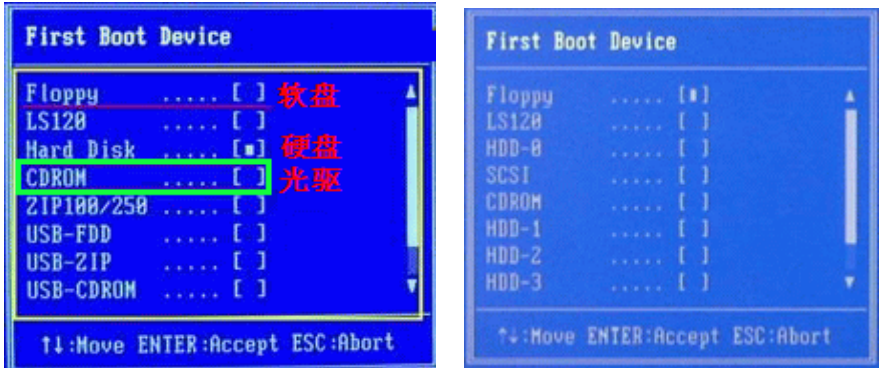 First Boot Device
Floppy ..... [ ] 软盘
LS120 ..... [ ]
Hard Disk ..... [■] 硬盘
CDROM ..... [ ] 光驱
ZIP100/250 ..... [ ]
USB-FDD ..... [ ]
USB-ZIP ..... [ ]
USB-CDROM ..... [ ]
↑↓:Move ENTER:Accept ESC:Abort
First Boot Device
Floppy ..... [■]
LS120 ..... [ ]
HDD-0 ..... [ ]
SCSI ..... [ ]
CDROM ..... [ ]
HDD-1 ..... [ ]
HDD-2 ..... [ ]
HDD-3 ..... [ ]
↑↓:Move ENTER:Accept ESC:Abort